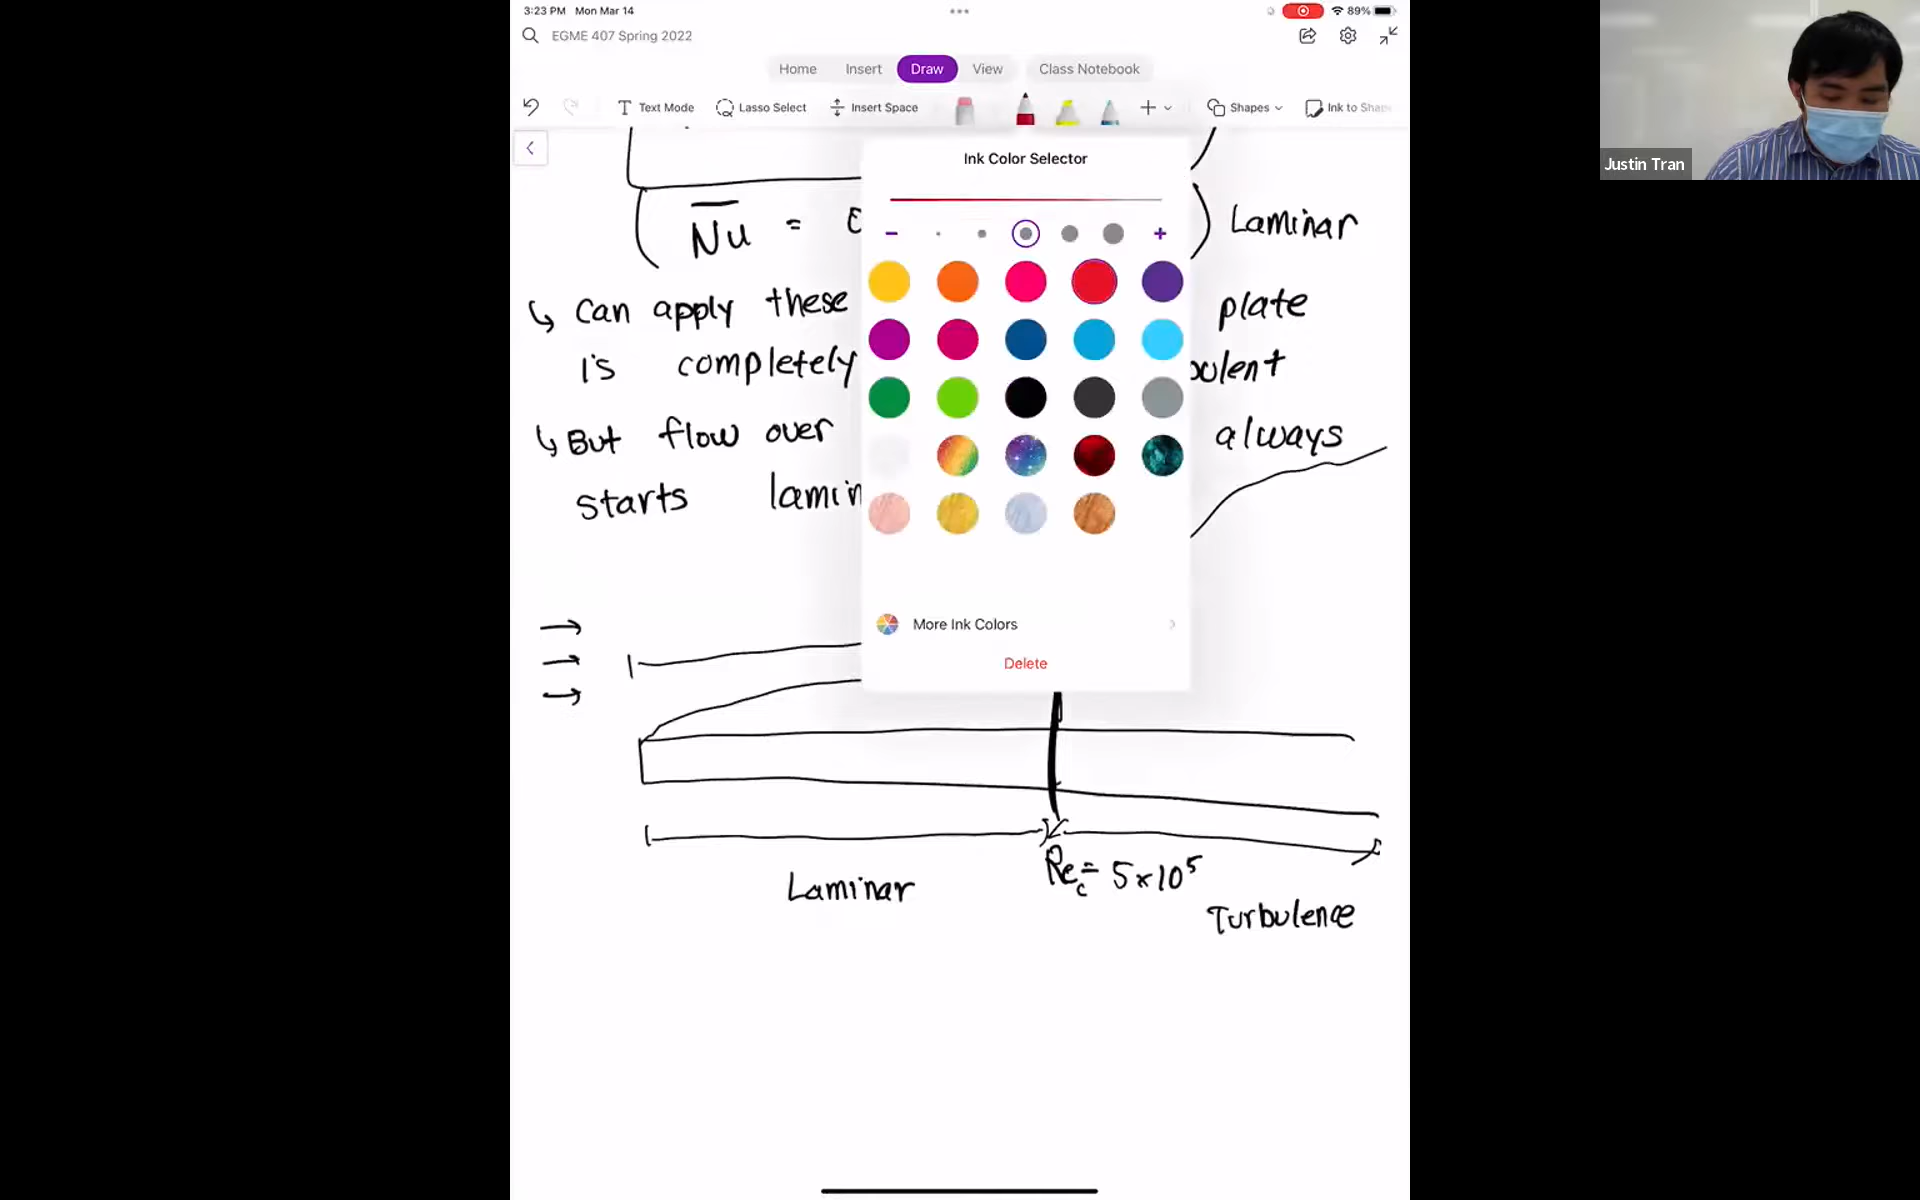 3:23 PM Mon Mar 14
89%
EGME 407 Spring 2022
Home Insert Draw View Class Notebook
Text Mode Lasso Select Insert Space Shapes Ink to Shape
Ink Color Selector
Nu =
) Laminar
↳ Can apply these plate
is completely
↳ But flow over always
starts
More Ink Colors
Delete
Re_c = 5×10⁵
Laminar
Turbulence
Justin Tran